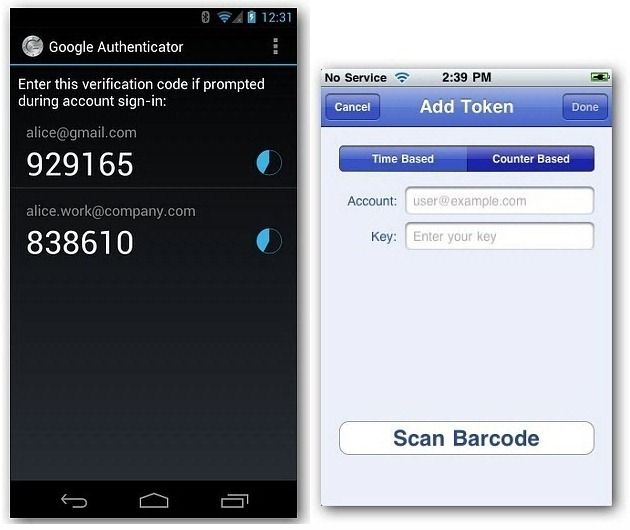 12:31
Google Authenticator
Enter this verification code if prompted
during account sign-in:
alice@gmail.com
929165
alice.work@company.com
838610
No Service 2:39 PM
Cancel Add Token Done
Time Based Counter Based
Account: user@example.com
Key: Enter your key
Scan Barcode